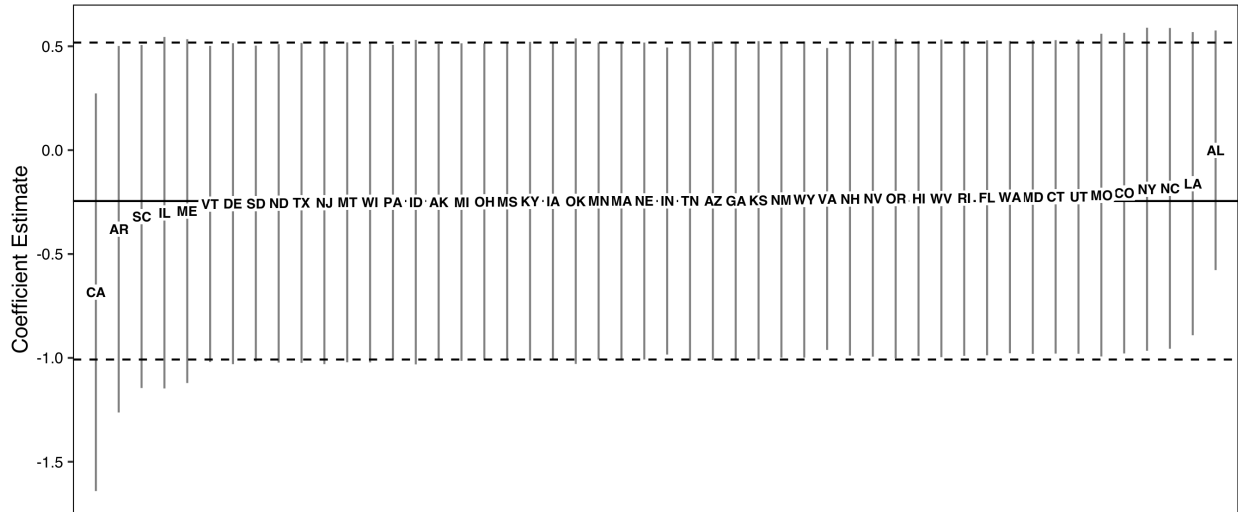 Coefficient Estimate
0.5
0.0
-0.5
-1.0
-1.5
CA AR SC IL ME VT DE SD ND TX NJ MT WI PA ID AK MI OH MS KY IA OK MN MA NE IN TN AZ GA KS NM WY VA NH NV OR HI WV RI FL WA MD CT UT MO CO NY NC LA AL